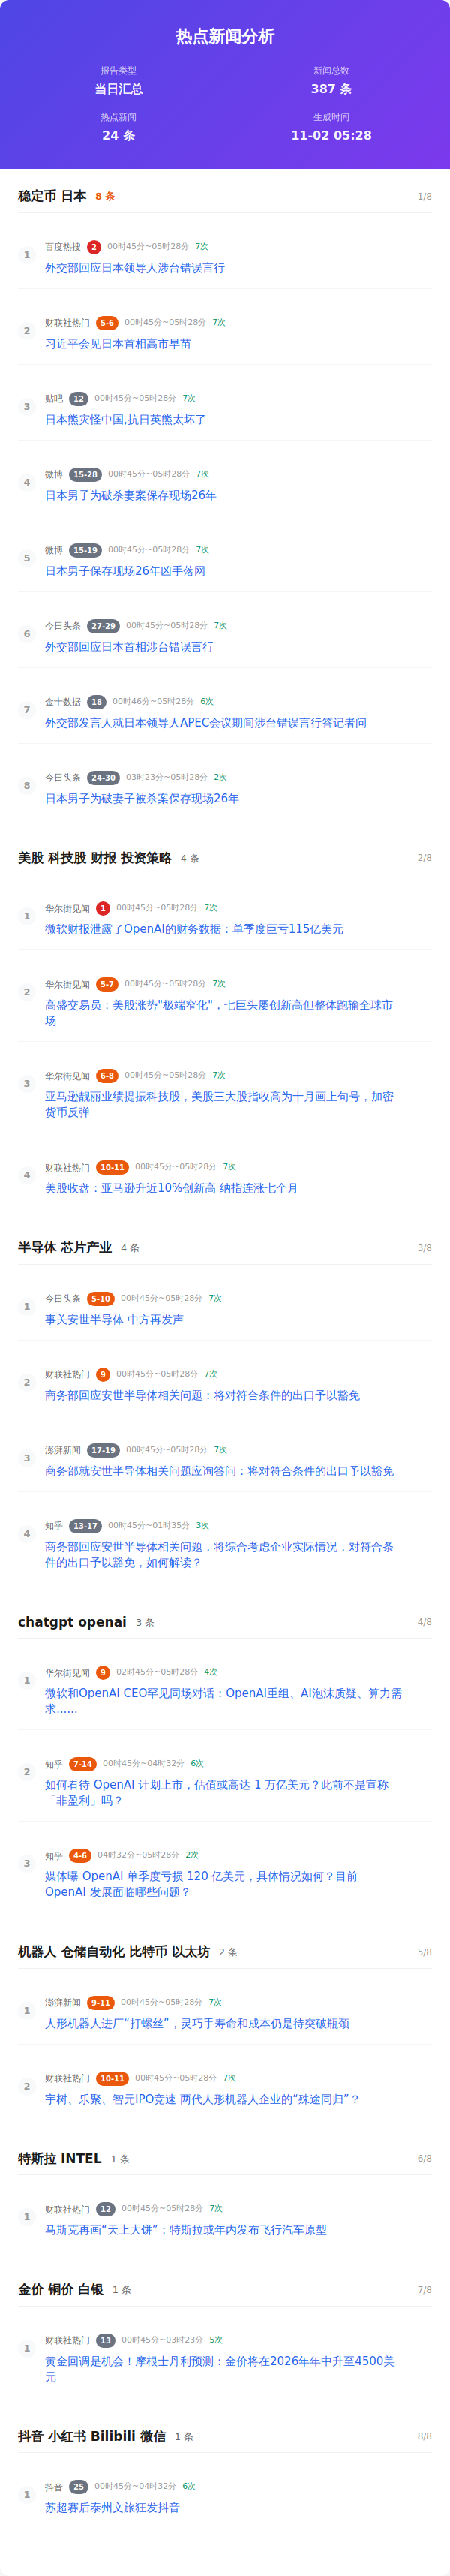 热点新闻分析
报告类型 新闻总数
当日汇总 387 条
热点新闻 生成时间
24 条 11-02 05:28
稳定币 日本 8 条 1/8
百度热搜 2 00时45分~05时28分 7次
1
外交部回应日本领导人涉台错误言行
财联社热门 5-6 00时45分~05时28分 7次
2
习近平会见日本首相高市早苗
贴吧 12 00时45分~05时28分 7次
3
日本熊灾怪中国,抗日英熊太坏了
微博 15-28 00时45分~05时28分 7次
4
日本男子为破杀妻案保存现场26年
微博 15-19 00时45分~05时28分 7次
5
日本男子保存现场26年凶手落网
今日头条 27-29 00时45分~05时28分 7次
6
外交部回应日本首相涉台错误言行
金十数据 18 00时46分~05时28分 6次
7
外交部发言人就日本领导人APEC会议期间涉台错误言行答记者问
今日头条 24-30 03时23分~05时28分 2次
8
日本男子为破妻子被杀案保存现场26年
美股 科技股 财报 投资策略 4 条 2/8
华尔街见闻 1 00时45分~05时28分 7次
1
微软财报泄露了OpenAI的财务数据：单季度巨亏115亿美元
华尔街见闻 5-7 00时45分~05时28分 7次
2
高盛交易员：美股涨势"极端窄化"，七巨头屡创新高但整体跑输全球市
场
华尔街见闻 6-8 00时45分~05时28分 7次
3
亚马逊靓丽业绩提振科技股，美股三大股指收高为十月画上句号，加密
货币反弹
财联社热门 10-11 00时45分~05时28分 7次
4
美股收盘：亚马逊升近10%创新高 纳指连涨七个月
半导体 芯片产业 4 条 3/8
今日头条 5-10 00时45分~05时28分 7次
1
事关安世半导体 中方再发声
财联社热门 9 00时45分~05时28分 7次
2
商务部回应安世半导体相关问题：将对符合条件的出口予以豁免
澎湃新闻 17-19 00时45分~05时28分 7次
3
商务部就安世半导体相关问题应询答问：将对符合条件的出口予以豁免
知乎 13-17 00时45分~01时35分 3次
4
商务部回应安世半导体相关问题，将综合考虑企业实际情况，对符合条
件的出口予以豁免，如何解读？
chatgpt openai 3 条 4/8
华尔街见闻 9 02时45分~05时28分 4次
1
微软和OpenAI CEO罕见同场对话：OpenAI重组、AI泡沫质疑、算力需
求……
知乎 7-14 00时45分~04时32分 6次
2
如何看待 OpenAI 计划上市，估值或高达 1 万亿美元？此前不是宣称
「非盈利」吗？
知乎 4-6 04时32分~05时28分 2次
3
媒体曝 OpenAI 单季度亏损 120 亿美元，具体情况如何？目前
OpenAI 发展面临哪些问题？
机器人 仓储自动化 比特币 以太坊 2 条 5/8
澎湃新闻 9-11 00时45分~05时28分 7次
1
人形机器人进厂“打螺丝”，灵巧手寿命和成本仍是待突破瓶颈
财联社热门 10-11 00时45分~05时28分 7次
2
宇树、乐聚、智元IPO竞速 两代人形机器人企业的“殊途同归”？
特斯拉 INTEL 1 条 6/8
财联社热门 12 00时45分~05时28分 7次
1
马斯克再画“天上大饼”：特斯拉或年内发布飞行汽车原型
金价 铜价 白银 1 条 7/8
财联社热门 13 00时45分~03时23分 5次
1
黄金回调是机会！摩根士丹利预测：金价将在2026年年中升至4500美
元
抖音 小红书 Bilibili 微信 1 条 8/8
抖音 25 00时45分~04时32分 6次
1
苏超赛后泰州文旅狂发抖音